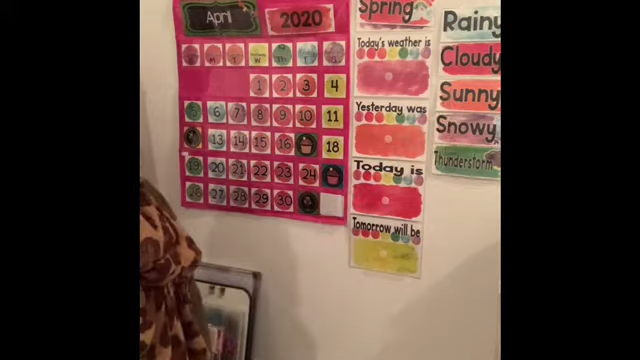 April 2020
1 2 3 4
6 7 8 9 10 11
13 14 15 16 18
19 20 21 22 23 24
26 27 28 29 30
Spring
Today's weather is
Yesterday was
Today is
Tomorrow will be
Rainy
Cloudy
Sunny
Snowy
Thunderstorm